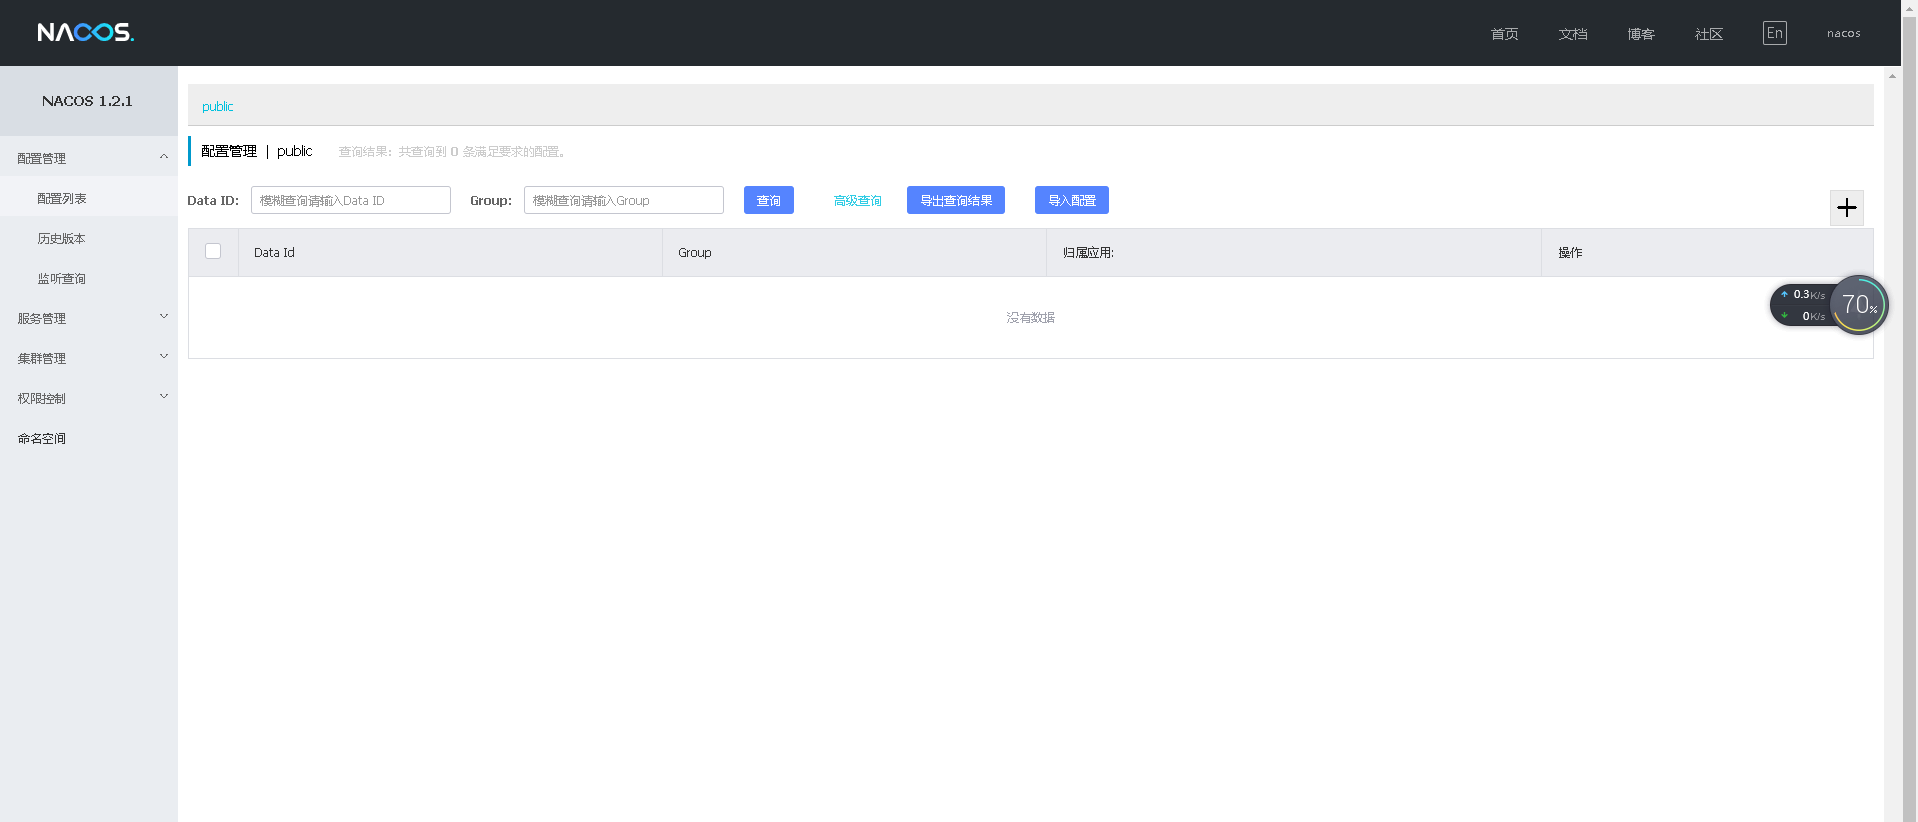 NACOS.
首页 文档 博客 社区 En nacos
NACOS 1.2.1
配置管理
配置列表
历史版本
监听查询
服务管理
集群管理
权限控制
命名空间
public
配置管理 | public 查询结果：共查询到 0 条满足要求的配置。
Data ID: 模糊查询请输入Data ID Group: 模糊查询请输入Group 查询 高级查询 导出查询结果 导入配置
Data Id Group 归属应用: 操作
没有数据
0.3K/s
0K/s
70%